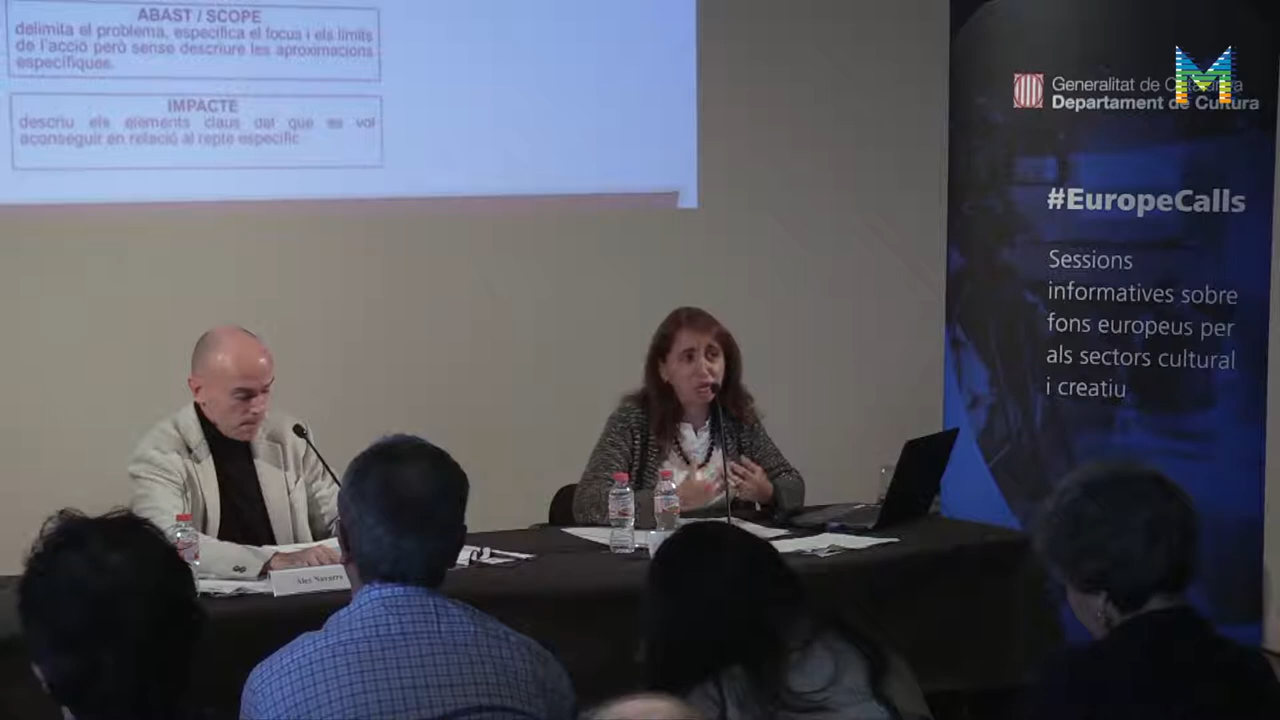 ABAST / SCOPE
delimita el problema, especifica el focus i els límits
de l'acció però sense descriure les aproximacions
específiques.
IMPACTE
descriu els elements claus del que es vol
aconseguir en relació al repte específic
Generalitat de Catalunya
Departament de Cultura
#EuropeCalls
Sessions
informatives sobre
fons europeus per
als sectors cultural
i creatiu
Àlex Navarro